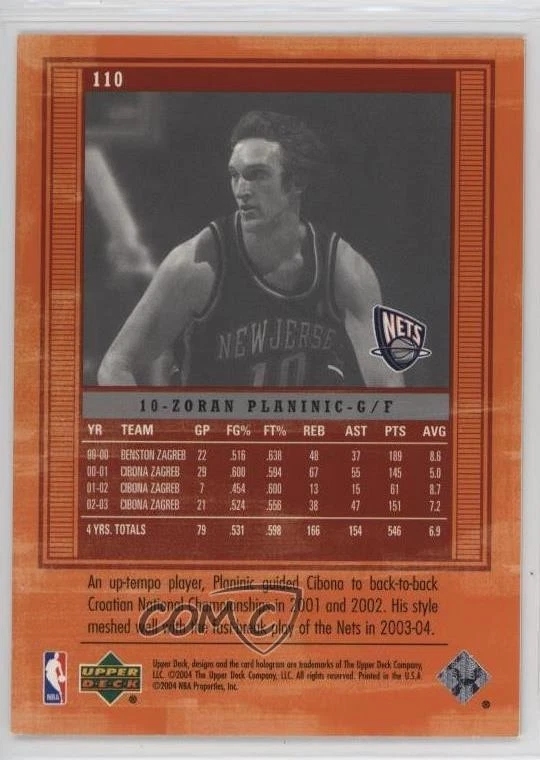 110
NETS
NEWJERSE
10
10-ZORAN PLANINIC-G/F
YR TEAM GP FG% FT% REB AST PTS AVG
99-00 BENSTON ZAGREB 22 .516 .638 48 37 189 8.6
00-01 CIBONA ZAGREB 29 .600 .594 67 55 145 5.0
01-02 CIBONA ZAGREB 7 .454 .600 13 15 61 8.7
02-03 CIBONA ZAGREB 21 .524 .556 38 47 151 7.2
4 YRS. TOTALS 79 .531 .598 166 154 546 6.9
An up-tempo player, Planinic guided Cibona to back-to-back
Croatian National Championships in 2001 and 2002. His style
meshed well with the fast-break play of the Nets in 2003-04.
COMC
NBA
UPPER
DECK ®
Upper Deck, designs and the card hologram are trademarks of The Upper Deck Company,
LLC. ©2004 The Upper Deck Company, LLC. All rights reserved. Printed in the U.S.A
©2004 NBA Properties, Inc.
®